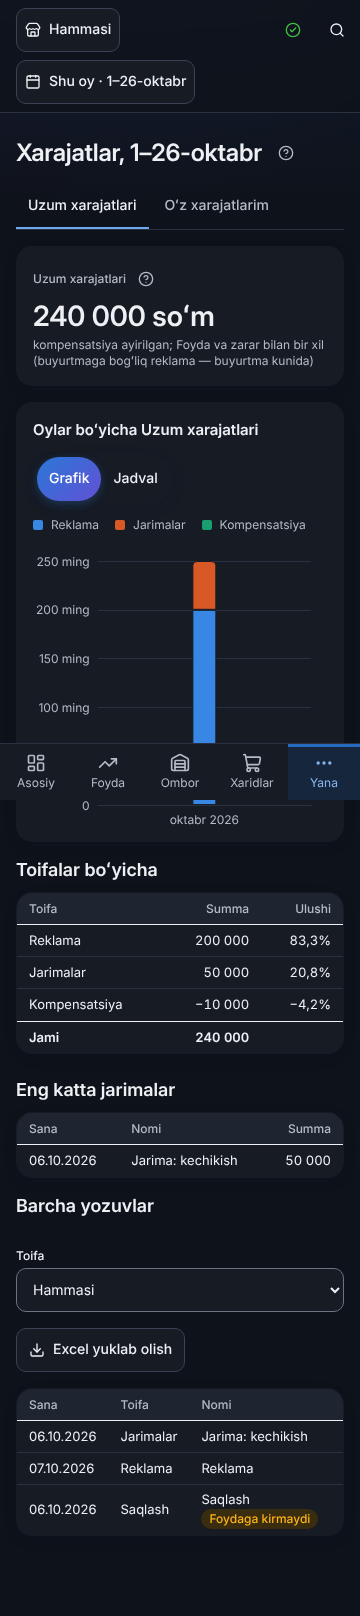 Hammasi
Shu oy · 1–26-oktabr
Xarajatlar, 1–26-oktabr
Uzum xarajatlari
Oʻz xarajatlarim
Uzum xarajatlari
240 000 soʻm
kompensatsiya ayirilgan; Foyda va zarar bilan bir xil
(buyurtmaga bogʻliq reklama — buyurtma kunida)
Oylar boʻyicha Uzum xarajatlari
Grafik
Jadval
Reklama
Jarimalar
Kompensatsiya
250 ming
200 ming
150 ming
100 ming
Asosiy
Foyda
Ombor
Xaridlar
Yana
0
oktabr 2026
Toifalar boʻyicha
Toifa Summa Ulushi
Reklama 200 000 83,3%
Jarimalar 50 000 20,8%
Kompensatsiya −10 000 −4,2%
Jami 240 000
Eng katta jarimalar
Sana Nomi Summa
06.10.2026 Jarima: kechikish 50 000
Barcha yozuvlar
Toifa
Hammasi
Excel yuklab olish
Sana Toifa Nomi
06.10.2026 Jarimalar Jarima: kechikish
07.10.2026 Reklama Reklama
06.10.2026 Saqlash Saqlash
Foydaga kirmaydi